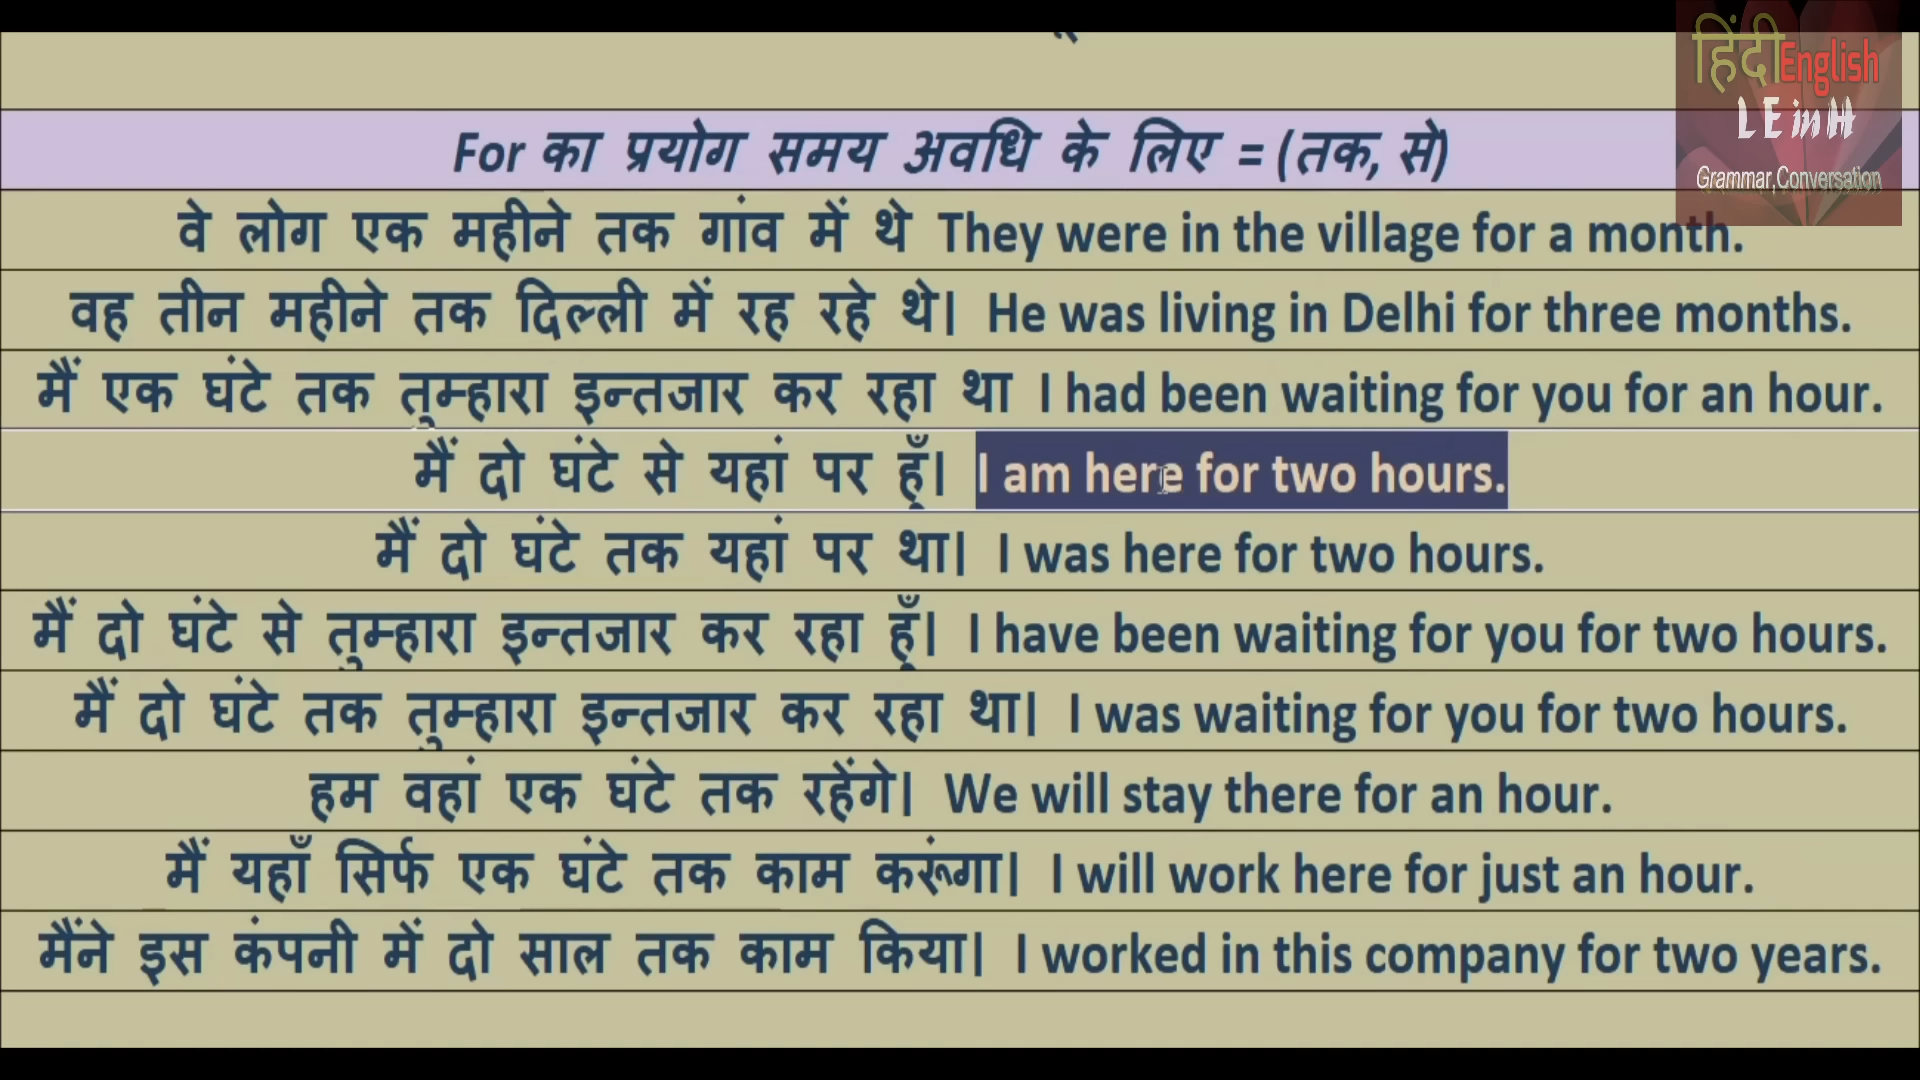 हिंदी English
L E in H
Grammar,Conversation
For का प्रयोग समय अवधि के लिए = (तक, से)
वे लोग एक महीने तक गांव में थे They were in the village for a month.
वह तीन महीने तक दिल्ली में रह रहे थे| He was living in Delhi for three months.
मैं एक घंटे तक तुम्हारा इन्तजार कर रहा था I had been waiting for you for an hour.
मैं दो घंटे से यहां पर हूँ| I am here for two hours.
मैं दो घंटे तक यहां पर था| I was here for two hours.
मैं दो घंटे से तुम्हारा इन्तजार कर रहा हूँ| I have been waiting for you for two hours.
मैं दो घंटे तक तुम्हारा इन्तजार कर रहा था| I was waiting for you for two hours.
हम वहां एक घंटे तक रहेंगे| We will stay there for an hour.
मैं यहाँ सिर्फ एक घंटे तक काम करूंगा| I will work here for just an hour.
मैंने इस कंपनी में दो साल तक काम किया| I worked in this company for two years.